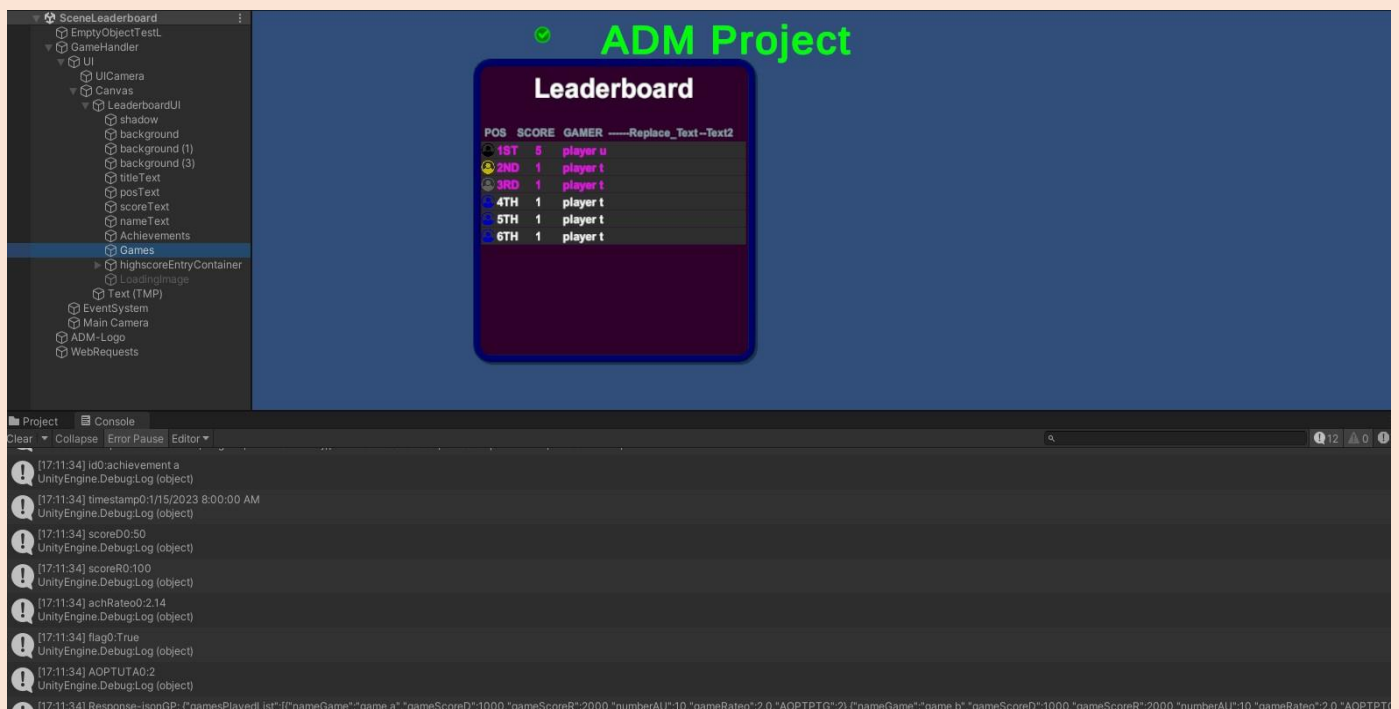 SceneLeaderboard
EmptyObjectTestL
GameHandler
UI
UICamera
Canvas
LeaderboardUI
shadow
background
background (1)
background (3)
titleText
posText
scoreText
nameText
Achievements
Games
highscoreEntryContainer
LoadingImage
Text (TMP)
EventSystem
Main Camera
ADM-Logo
WebRequests
ADM Project
Leaderboard
POS SCORE GAMER ------Replace_Text--Text2
1ST 5 player u
2ND 1 player t
3RD 1 player t
4TH 1 player t
5TH 1 player t
6TH 1 player t
Project Console
Clear Collapse Error Pause Editor 12 0
[17:11:34] id0:achievement a
UnityEngine.Debug:Log (object)
[17:11:34] timestamp0:1/15/2023 8:00:00 AM
UnityEngine.Debug:Log (object)
[17:11:34] scoreD0:50
UnityEngine.Debug:Log (object)
[17:11:34] scoreR0:100
UnityEngine.Debug:Log (object)
[17:11:34] achRateo0:2.14
UnityEngine.Debug:Log (object)
[17:11:34] flag0:True
UnityEngine.Debug:Log (object)
[17:11:34] AOPTUTA0:2
UnityEngine.Debug:Log (object)
[17:11:34] Response-jsonGP: {"gamesPlayedList":[{"nameGame":"game a","gameScoreD":1000,"gameScoreR":2000,"numberAU":10,"gameRateo":2.0,"AOPTPTG":2},{"nameGame":"game b","gameScoreD":1000,"gameScoreR":2000,"numberAU":10,"gameRateo":2.0,"AOPTPTG